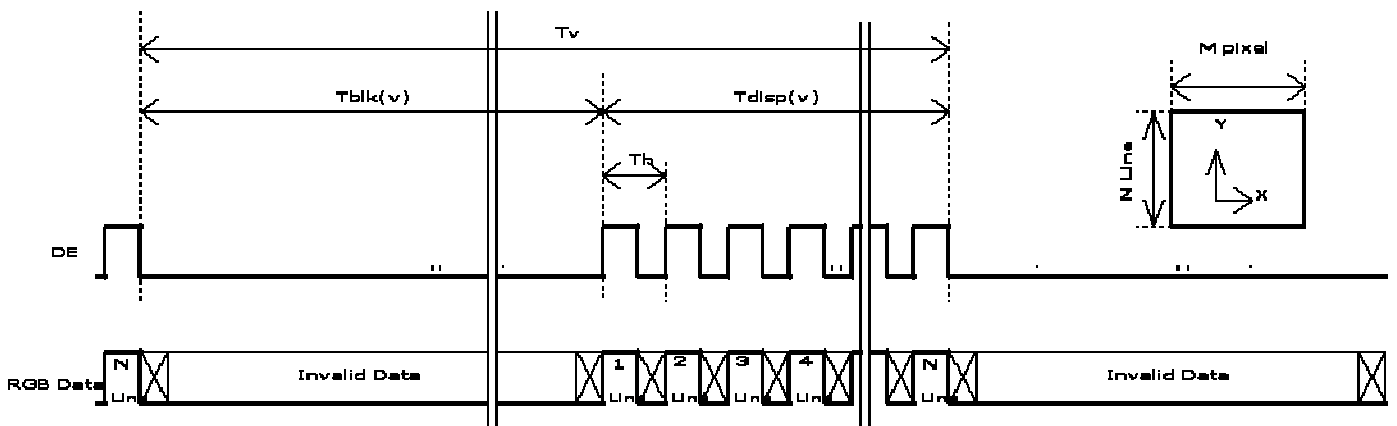 Tv
M pixel
Tblk(v)
Tdisp(v)
Th
N Line
Y
X
DE
RGB Data
N
Invalid Data
1
2
3
4
N
Invalid Data
Lin
Lin
Lin
Lin
Lin
Lin